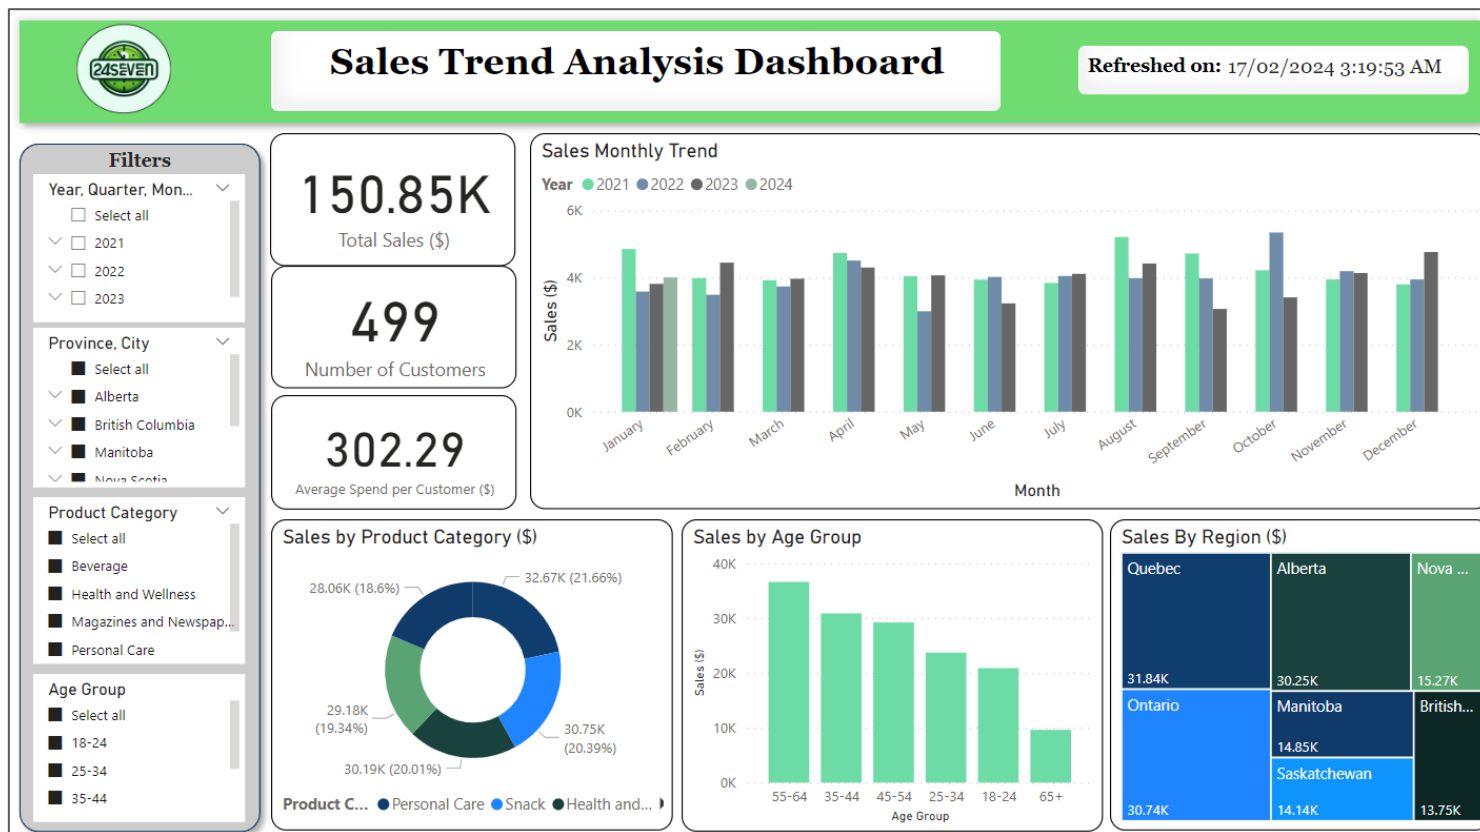 24SEVEN
Sales Trend Analysis Dashboard
Refreshed on: 17/02/2024 3:19:53 AM
Filters
Year, Quarter, Mon...
Select all
2021
2022
2023
Province, City
Select all
Alberta
British Columbia
Manitoba
Nova Scotia
Product Category
Select all
Beverage
Health and Wellness
Magazines and Newspap...
Personal Care
Age Group
Select all
18-24
25-34
35-44
150.85K
Total Sales ($)
499
Number of Customers
302.29
Average Spend per Customer ($)
Sales Monthly Trend
Year 2021 2022 2023 2024
6K
4K
2K
0K
Sales ($)
January February March April May June July August September October November December
Month
Sales by Product Category ($)
28.06K (18.6%)
32.67K (21.66%)
29.18K
(19.34%)
30.75K
(20.39%)
30.19K (20.01%)
Product C... Personal Care Snack Health and...
Sales by Age Group
40K
30K
20K
10K
0K
Sales ($)
55-64 35-44 45-54 25-34 18-24 65+
Age Group
Sales By Region ($)
Quebec
31.84K
Alberta
30.25K
Nova ...
15.27K
Ontario
30.74K
Manitoba
14.85K
Saskatchewan
14.14K
British...
13.75K